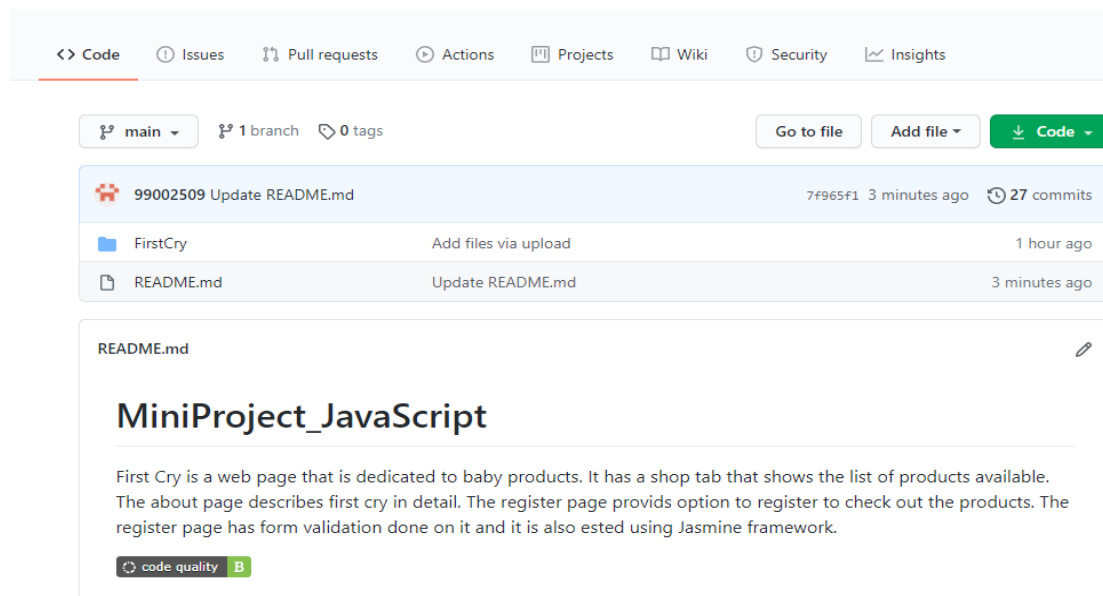 <> Code Issues Pull requests Actions Projects Wiki Security Insights
main 1 branch 0 tags Go to file Add file Code
99002509 Update README.md 7f965f1 3 minutes ago 27 commits
FirstCry Add files via upload 1 hour ago
README.md Update README.md 3 minutes ago
README.md
MiniProject_JavaScript
First Cry is a web page that is dedicated to baby products. It has a shop tab that shows the list of products available.
The about page describes first cry in detail. The register page provids option to register to check out the products. The
register page has form validation done on it and it is also ested using Jasmine framework.
code quality B